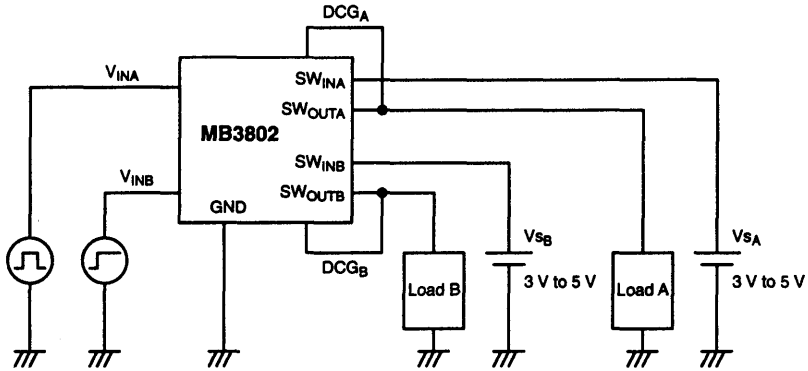 DCGA
VINA
SWINA
SWOUTA
MB3802
SWINB
VINB
SWOUTB
GND
DCGB
VSB
VSA
Load B
3 V to 5 V
Load A
3 V to 5 V